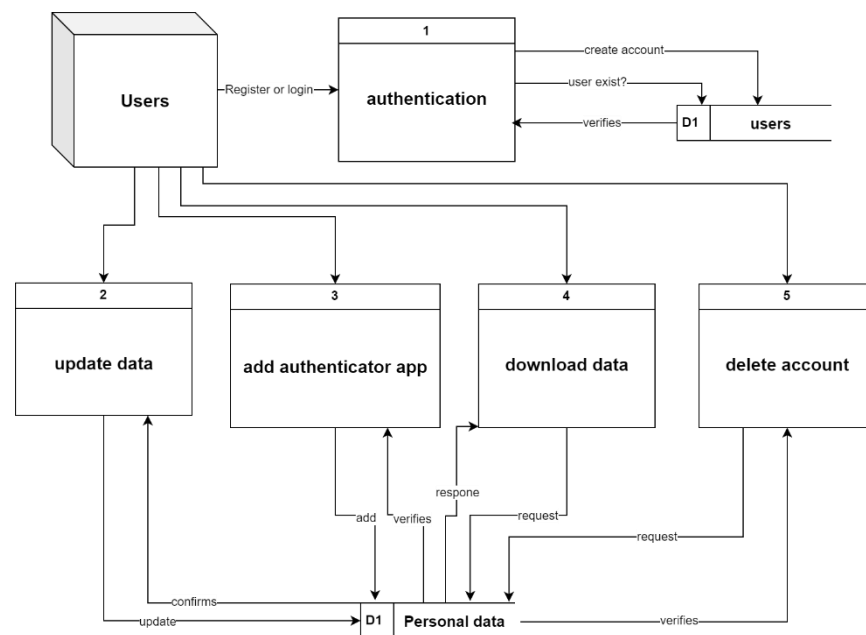 1
Users
Register or login
authentication
create account
user exist?
verifies
D1
users
2
update data
3
add authenticator app
4
download data
5
delete account
respone
add
verifies
request
request
confirms
update
D1
Personal data
verifies